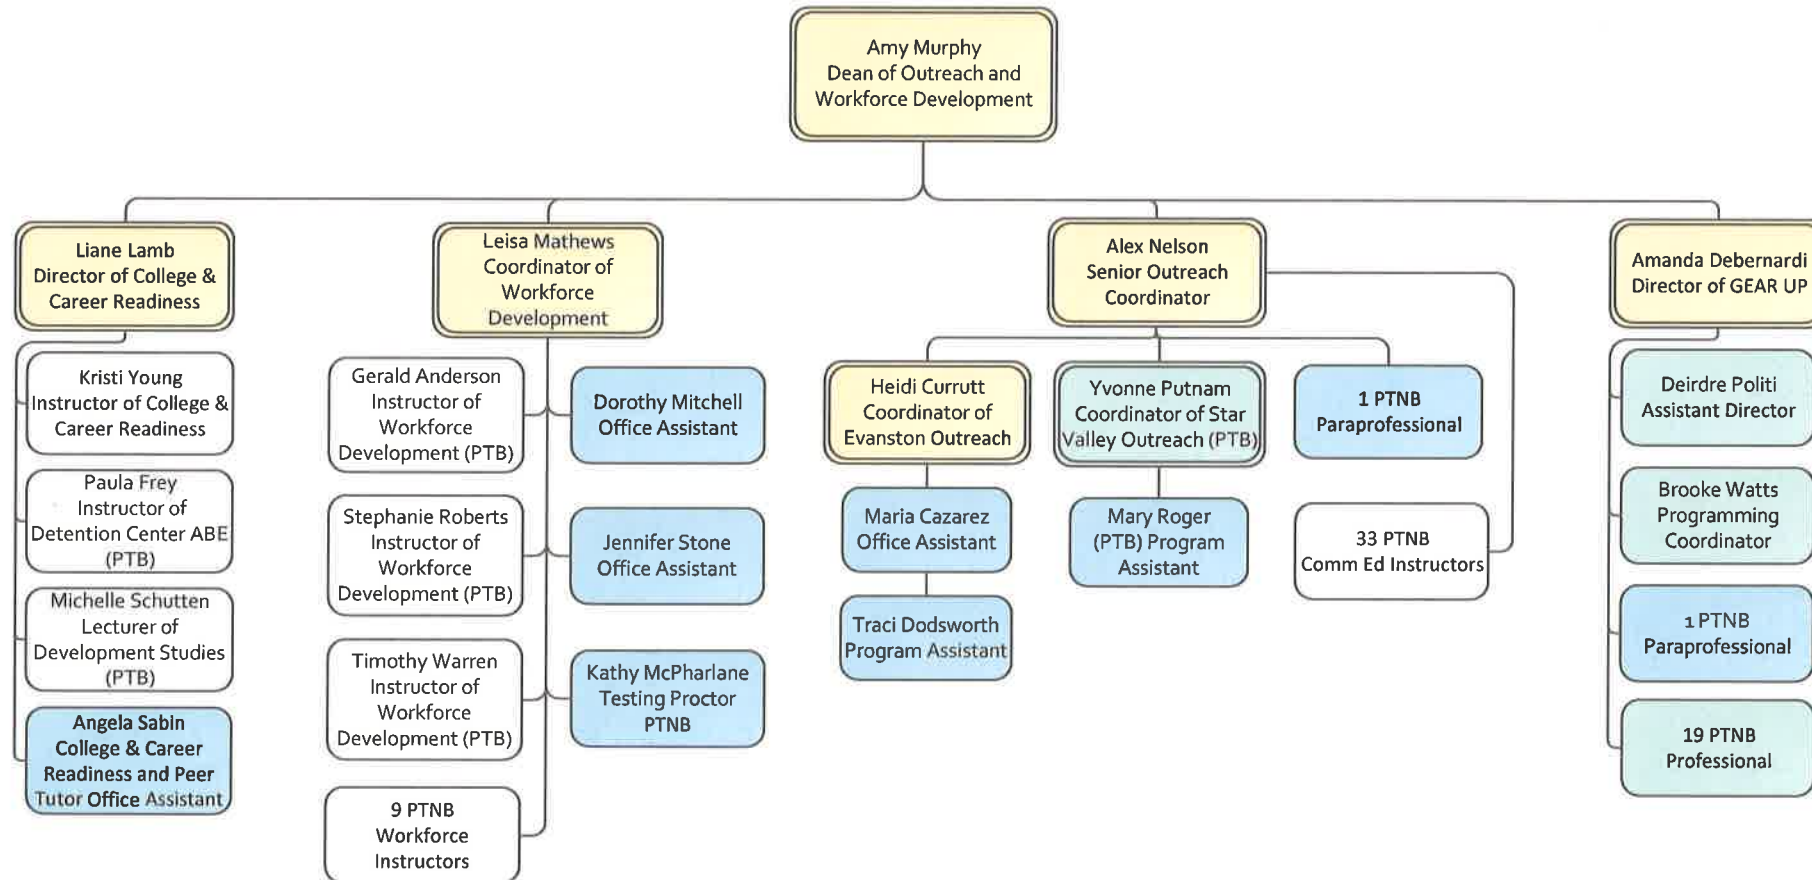 Amy Murphy
Dean of Outreach and
Workforce Development
Liane Lamb
Director of College &
Career Readiness
Kristi Young
Instructor of College &
Career Readiness
Paula Frey
Instructor of
Detention Center ABE
(PTB)
Michelle Schutten
Lecturer of
Development Studies
(PTB)
Angela Sabin
College & Career
Readiness and Peer
Tutor Office Assistant
Leisa Mathews
Coordinator of
Workforce
Development
Gerald Anderson
Instructor of
Workforce
Development (PTB)
Dorothy Mitchell
Office Assistant
Stephanie Roberts
Instructor of
Workforce
Development (PTB)
Jennifer Stone
Office Assistant
Timothy Warren
Instructor of
Workforce
Development (PTB)
Kathy McPharlane
Testing Proctor
PTNB
9 PTNB
Workforce
Instructors
Alex Nelson
Senior Outreach
Coordinator
Heidi Currutt
Coordinator of
Evanston Outreach
Maria Cazarez
Office Assistant
Traci Dodsworth
Program Assistant
Yvonne Putnam
Coordinator of Star
Valley Outreach (PTB)
Mary Roger
(PTB) Program
Assistant
1 PTNB
Paraprofessional
33 PTNB
Comm Ed Instructors
Amanda Debernardi
Director of GEAR UP
Deirdre Politi
Assistant Director
Brooke Watts
Programming
Coordinator
1 PTNB
Paraprofessional
19 PTNB
Professional